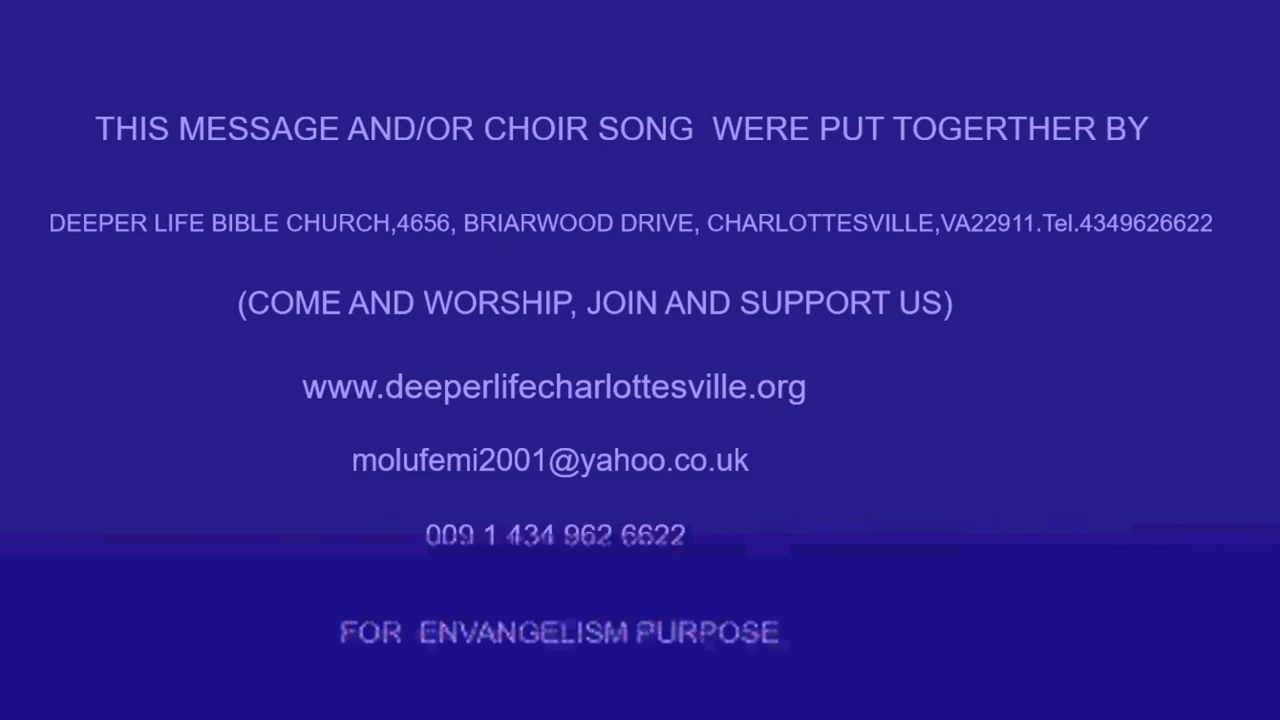 THIS MESSAGE AND/OR CHOIR SONG  WERE PUT TOGERTHER BY
DEEPER LIFE BIBLE CHURCH,4656, BRIARWOOD DRIVE, CHARLOTTESVILLE,VA22911.Tel.4349626622
(COME AND WORSHIP, JOIN AND SUPPORT US)
www.deeperlifecharlottesville.org
molufemi2001@yahoo.co.uk
009 1 434 962 6622
FOR  ENVANGELISM PURPOSE